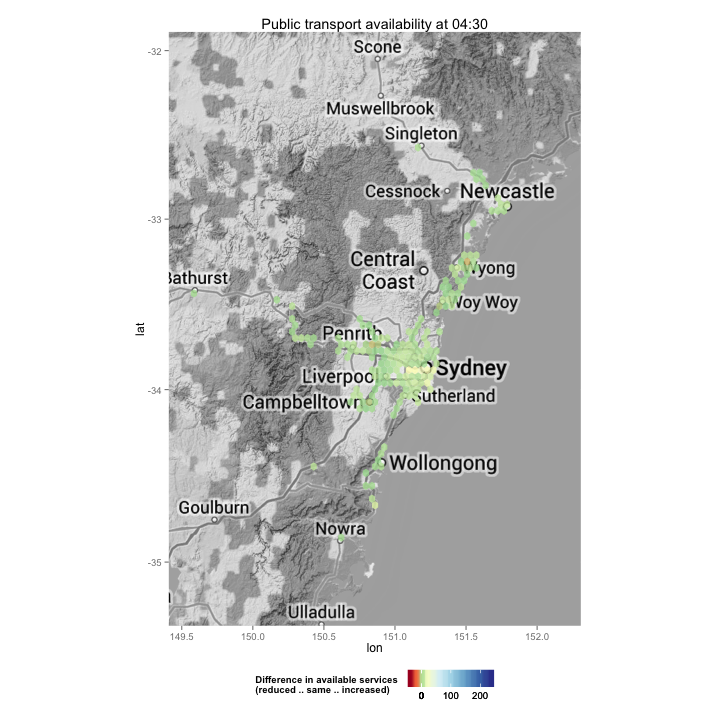 Public transport availability at 04:30
-32
Scone
Muswellbrook
Singleton
Cessnock
Newcastle
-33
Central
Coast
Bathurst
Wyong
Woy Woy
lat
Penrith
Sydney
Liverpool
-34
Campbelltown
Sutherland
Wollongong
Goulburn
Nowra
-35
Ulladulla
149.5 150.0 150.5 151.0 151.5 152.0
lon
Difference in available services
(reduced .. same .. increased)
0 100 200